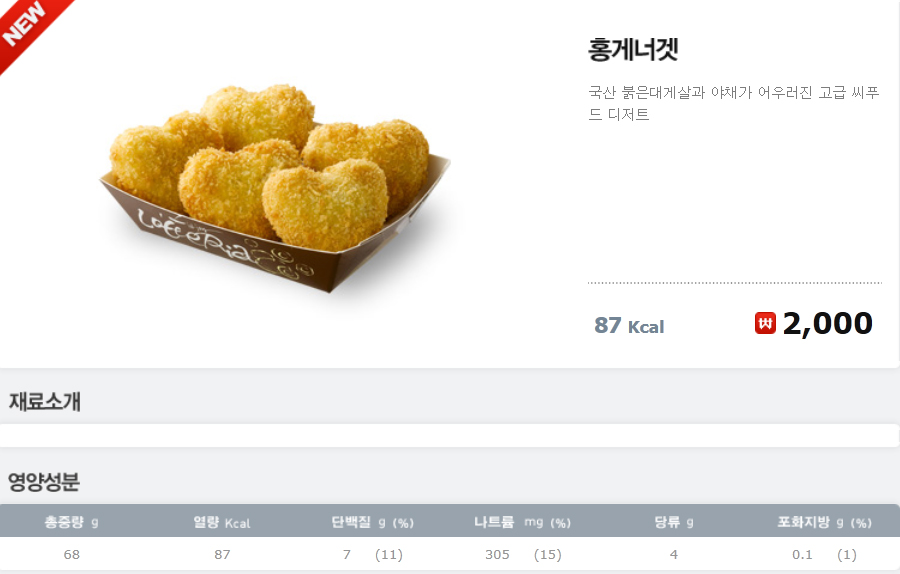 NEW
홍게너겟
국산 붉은대게살과 야채가 어우러진 고급 씨푸
드 디저트
LOTTERIA
87 Kcal
₩ 2,000
재료소개
영양성분
총중량 g 열량 Kcal 단백질 g (%) 나트륨 mg (%) 당류 g 포화지방 g (%)
68 87 7 (11) 305 (15) 4 0.1 (1)